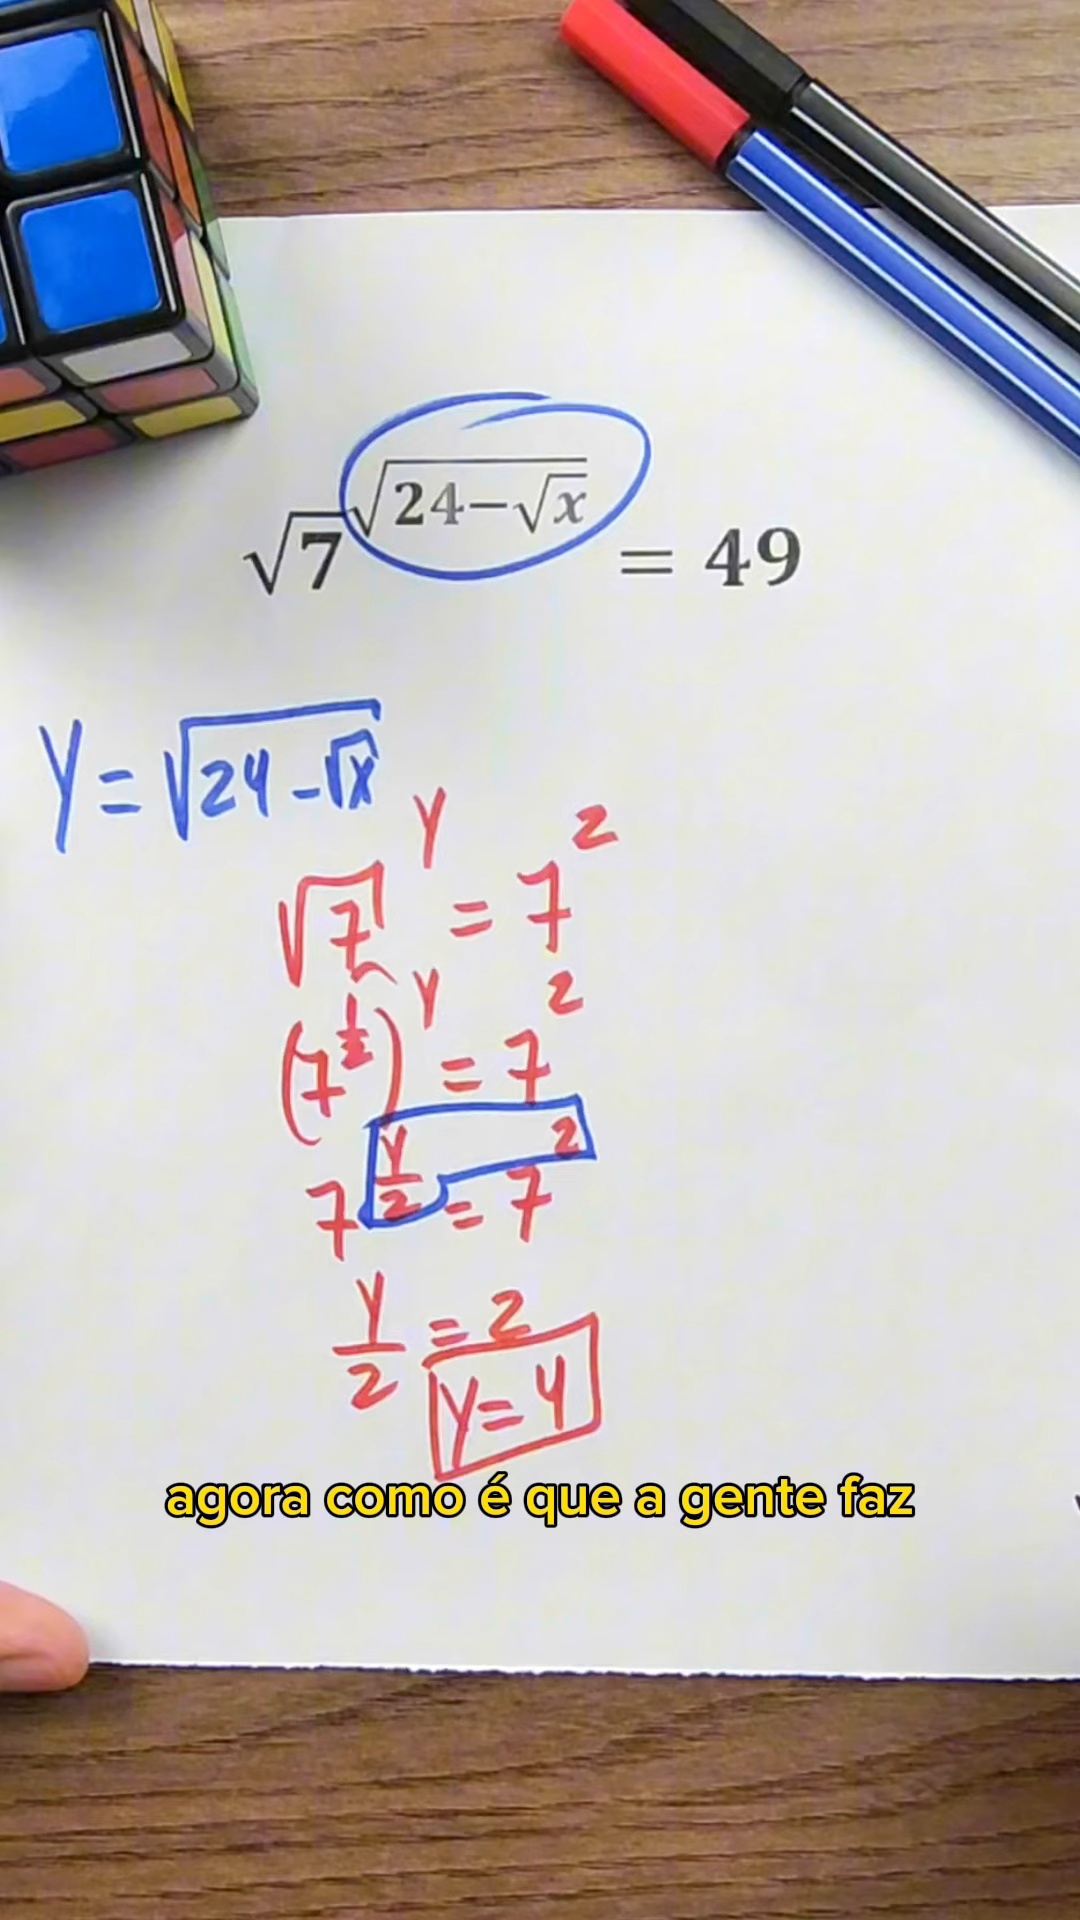 √7^√(24−√x) = 49
Y = √(24 - √x)
√7^Y = 7^2
(7^(1/2))^Y = 7^2
7^(Y/2) = 7^2
Y/2 = 2
Y = 4
agora como é que a gente faz